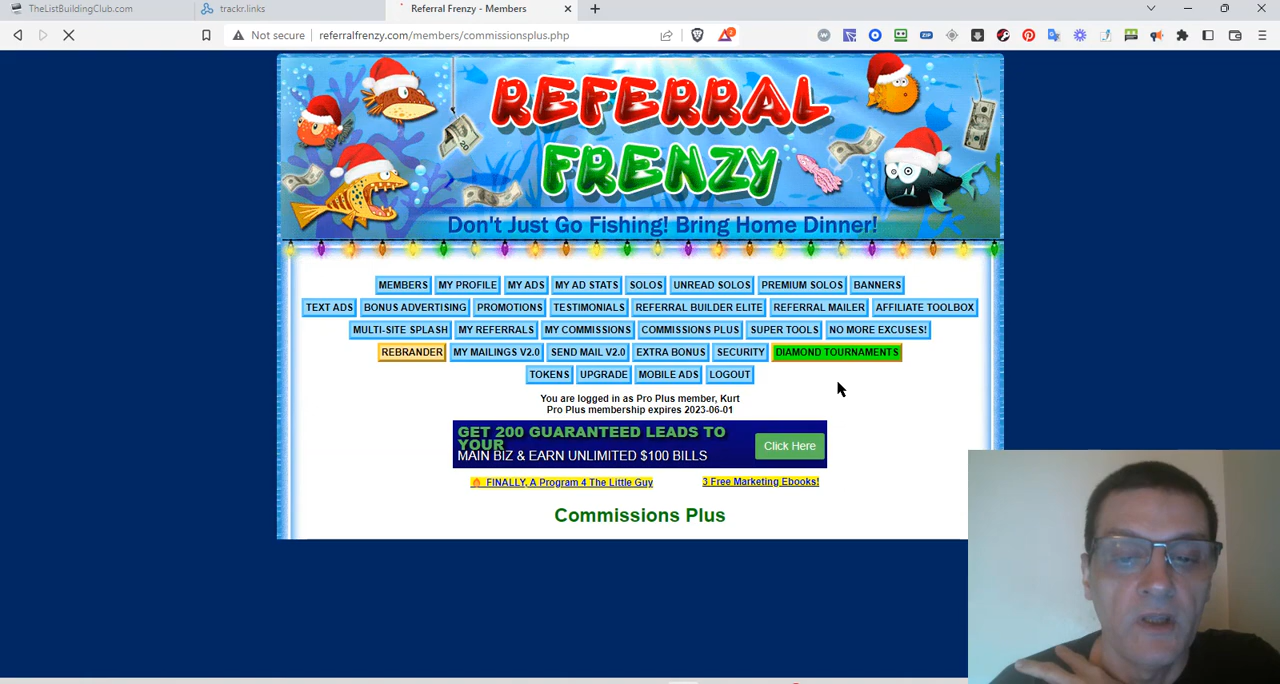 TheListBuildingClub.com
trackr.links
Referral Frenzy - Members
Not secure
referralfrenzy.com/members/commissionsplus.php
ZIP
2
REFERRAL
FRENZY
20
Don't Just Go Fishing! Bring Home Dinner!
MEMBERS MY PROFILE MY ADS MY AD STATS SOLOS UNREAD SOLOS PREMIUM SOLOS BANNERS
TEXT ADS BONUS ADVERTISING PROMOTIONS TESTIMONIALS REFERRAL BUILDER ELITE REFERRAL MAILER AFFILIATE TOOLBOX
MULTI-SITE SPLASH MY REFERRALS MY COMMISSIONS COMMISSIONS PLUS SUPER TOOLS NO MORE EXCUSES!
REBRANDER MY MAILINGS V2.0 SEND MAIL V2.0 EXTRA BONUS SECURITY DIAMOND TOURNAMENTS
TOKENS UPGRADE MOBILE ADS LOGOUT
You are logged in as Pro Plus member, Kurt
Pro Plus membership expires 2023-06-01
GET 200 GUARANTEED LEADS TO
YOUR
MAIN BIZ & EARN UNLIMITED $100 BILLS
Click Here
FINALLY, A Program 4 The Little Guy
3 Free Marketing Ebooks!
Commissions Plus